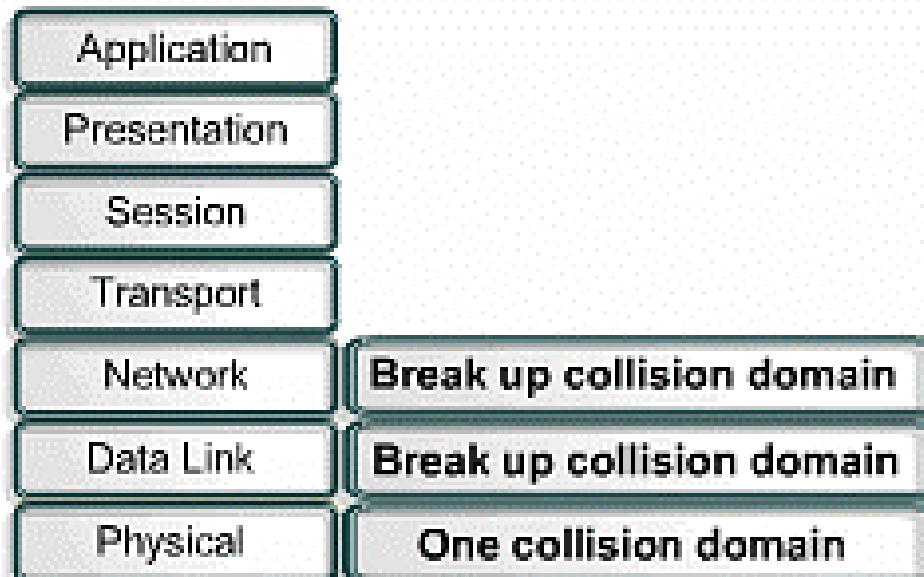 Application
Presentation
Session
Transport
Network Break up collision domain
Data Link Break up collision domain
Physical One collision domain